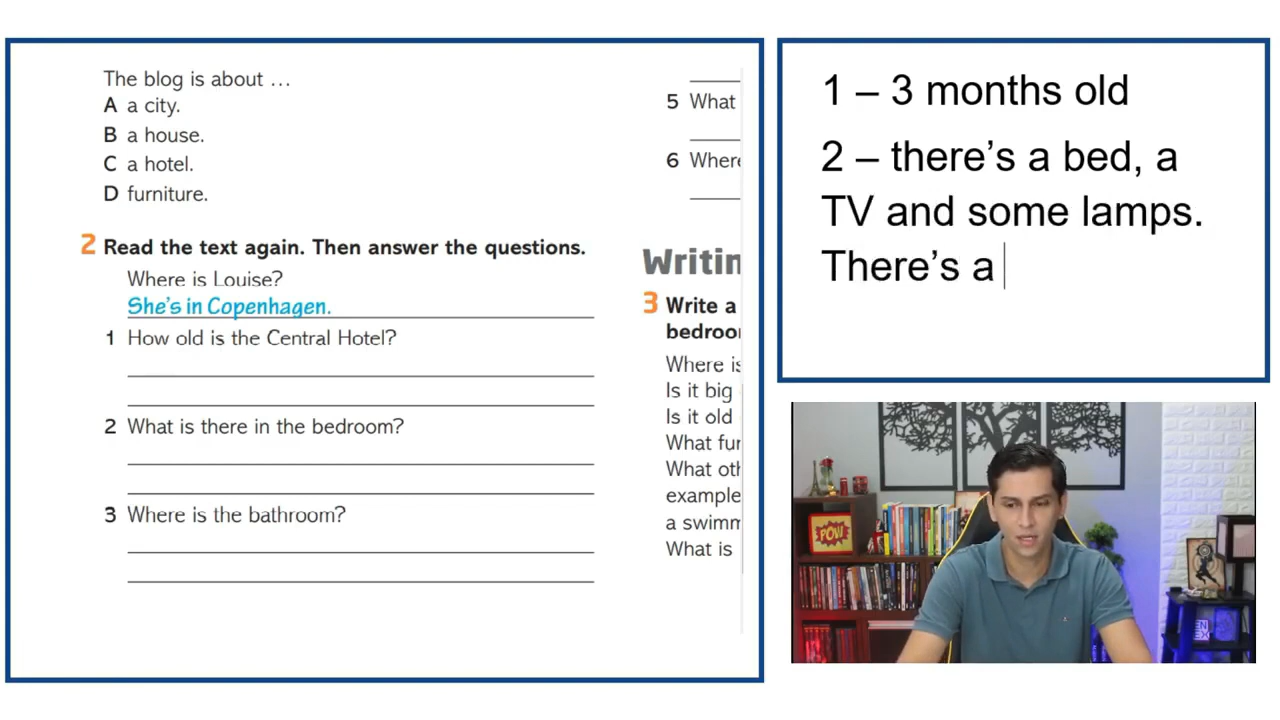 The blog is about …
A a city.
B a house.
C a hotel.
D furniture.
2 Read the text again. Then answer the questions.
Where is Louise?
She's in Copenhagen.
1 How old is the Central Hotel?
2 What is there in the bedroom?
3 Where is the bathroom?
5 What
6 Where
Writin
3 Write a
bedroo
Where is
Is it big
Is it old
What fur
What oth
example
a swimm
What is
1 – 3 months old
2 – there's a bed, a
TV and some lamps.
There's a
POW